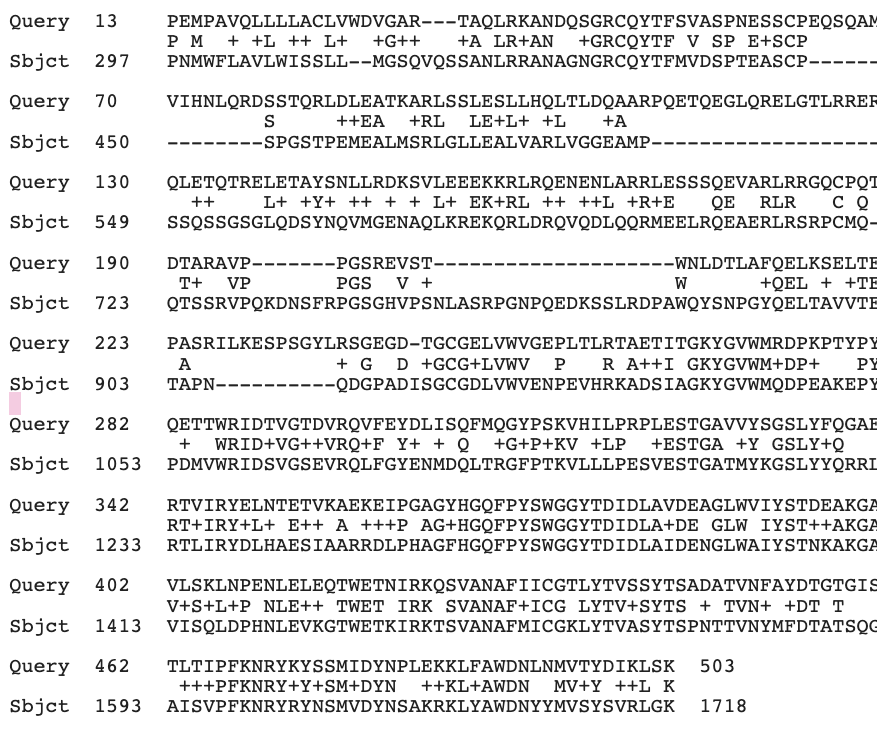 Query  13    PEMPAVQLLLLACLVWDVGAR---TAQLRKANDQSGRCQYTFSVASPNESSCPEQSQAM
             P M  + +L ++ L+  +G++   +A LR+AN  +GRCQYTF V SP E+SCP
Sbjct  297   PNMWFLAVLWISSLL--MGSQVQSSANLRRANAGNGRCQYTFMVDSPTEASCP------
Query  70    VIHNLQRDSSTQRLDLEATKARLSSLESLLHQLTLDQAARPQETQEGLQRELGTLRRER
                     S     ++EA  +RL  LE+L+ +L   +A
Sbjct  450   --------SPGSTPEMEALMSRLGLLEALVARLVGGEAMP-------------------
Query  130   QLETQTRELETAYSNLLRDKSVLEEEKKRLRQENENLARRLESSSQEVARLRRGQCPQT
               ++    L+ +Y+ ++ + + L+ EK+RL ++ ++L +R+E   QE  RLR   C Q
Sbjct  549   SSQSSGSGLQDSYNQVMGENAQLKREKQRLDRQVQDLQQRMEELRQEAERLRSRPCMQ-
Query  190   DTARAVP-------PGSREVST--------------------WNLDTLAFQELKSELTE
              T+  VP       PGS  V +                    W      +QEL + +TE
Sbjct  723   QTSSRVPQKDNSFRPGSGHVPSNLASRPGNPQEDKSSLRDPAWQYSNPGYQELTAVVTE
Query  223   PASRILKESPSGYLRSGEGD-TGCGELVWVGEPLTLRTAETITGKYGVWMRDPKPTYPY
              A            + G  D +GCG+LVWV  P   R A++I GKYGVWM+DP+   PY
Sbjct  903   TAPN----------QDGPADISGCGDLVWVENPEVHRKADSIAGKYGVWMQDPEAKEPY
Query  282   QETTWRIDTVGTDVRQVFEYDLISQFMQGYPSKVHILPRPLESTGAVVYSGSLYFQGAE
              +  WRID+VG++VRQ+F Y+ + Q  +G+P+KV +LP  +ESTGA +Y GSLY+Q
Sbjct  1053  PDMVWRIDSVGSEVRQLFGYENMDQLTRGFPTKVLLLPESVESTGATMYKGSLYYQRRL
Query  342   RTVIRYELNTETVKAEKEIPGAGYHGQFPYSWGGYTDIDLAVDEAGLWVIYSTDEAKGA
             RT+IRY+L+ E++ A +++P AG+HGQFPYSWGGYTDIDLA+DE GLW IYST++AKGA
Sbjct  1233  RTLIRYDLHAESIAARRDLPHAGFHGQFPYSWGGYTDIDLAIDENGLWAIYSTNKAKGA
Query  402   VLSKLNPENLELEQTWETNIRKQSVANAFIICGTLYTVSSYTSADATVNFAYDTGTGIS
             V+S+L+P NLE++ TWET IRK SVANAF+ICG LYTV+SYTS + TVN+ +DT T
Sbjct  1413  VISQLDPHNLEVKGTWETKIRKTSVANAFMICGKLYTVASYTSPNTTVNYMFDTATSQG
Query  462   TLTIPFKNRYKYSSMIDYNPLEKKLFAWDNLNMVTYDIKLSK  503
              +++PFKNRY+Y+SM+DYN  ++KL+AWDN  MV+Y ++L K
Sbjct  1593  AISVPFKNRYRYNSMVDYNSAKRKLYAWDNYYMVSYSVRLGK  1718